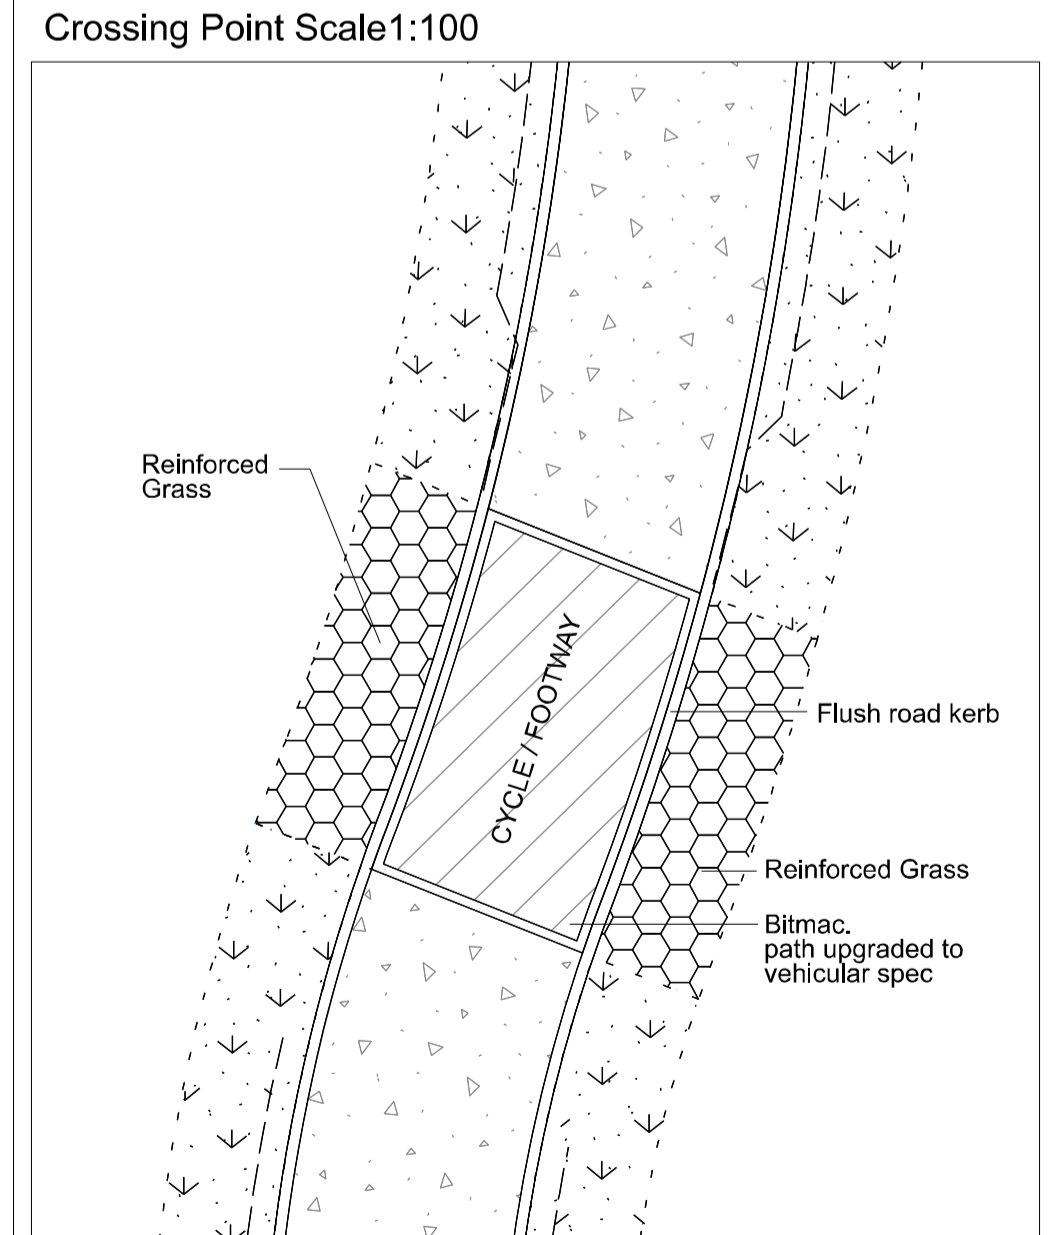 Crossing Point Scale1:100
Reinforced
Grass
CYCLE / FOOTWAY
Flush road kerb
Reinforced Grass
Bitmac.
path upgraded to
vehicular spec